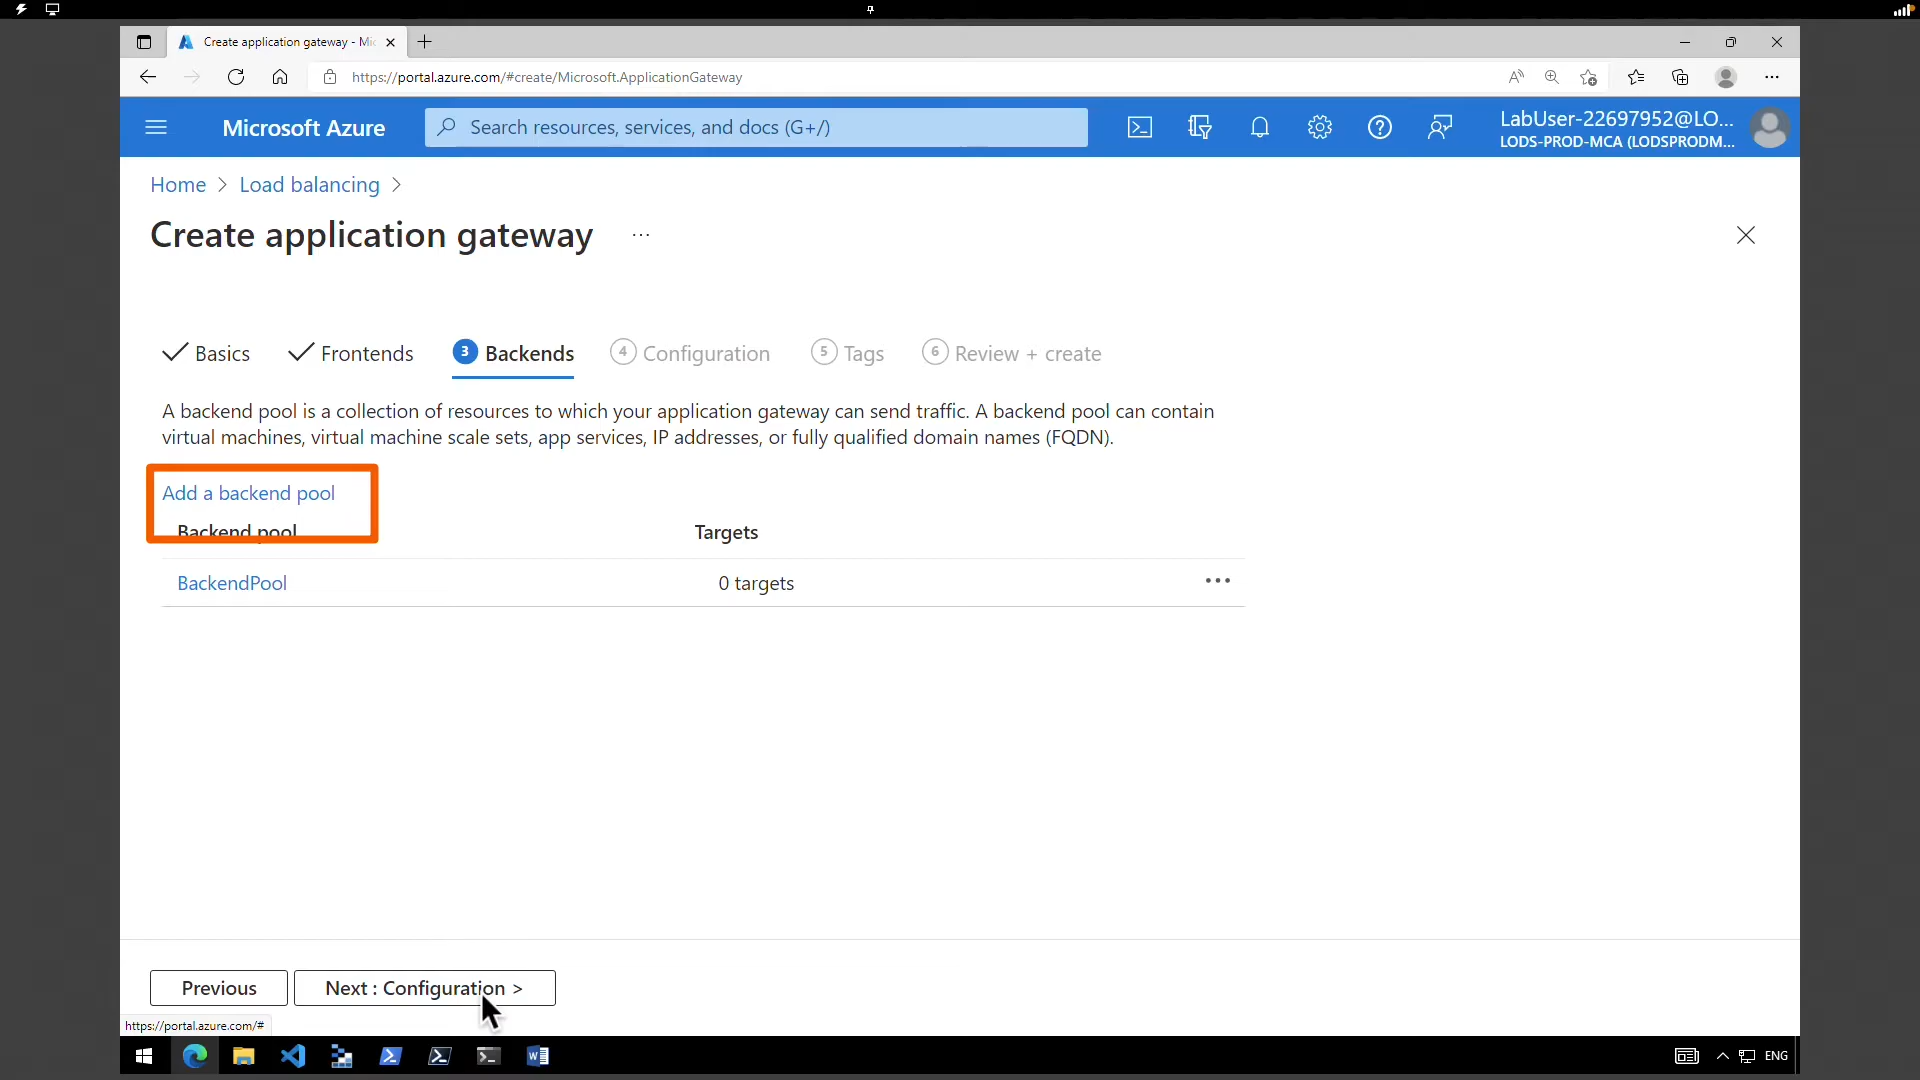 Create application gateway - Mic
https://portal.azure.com/#create/Microsoft.ApplicationGateway
Microsoft Azure
Search resources, services, and docs (G+/)
LabUser-22697952@LO...
LODS-PROD-MCA (LODSPRODM...
Home > Load balancing >
Create application gateway ...
Basics
Frontends
3 Backends
4 Configuration
5 Tags
6 Review + create
A backend pool is a collection of resources to which your application gateway can send traffic. A backend pool can contain
virtual machines, virtual machine scale sets, app services, IP addresses, or fully qualified domain names (FQDN).
Add a backend pool
Backend pool
Targets
BackendPool
0 targets
Previous
Next : Configuration >
https://portal.azure.com/#
ENG